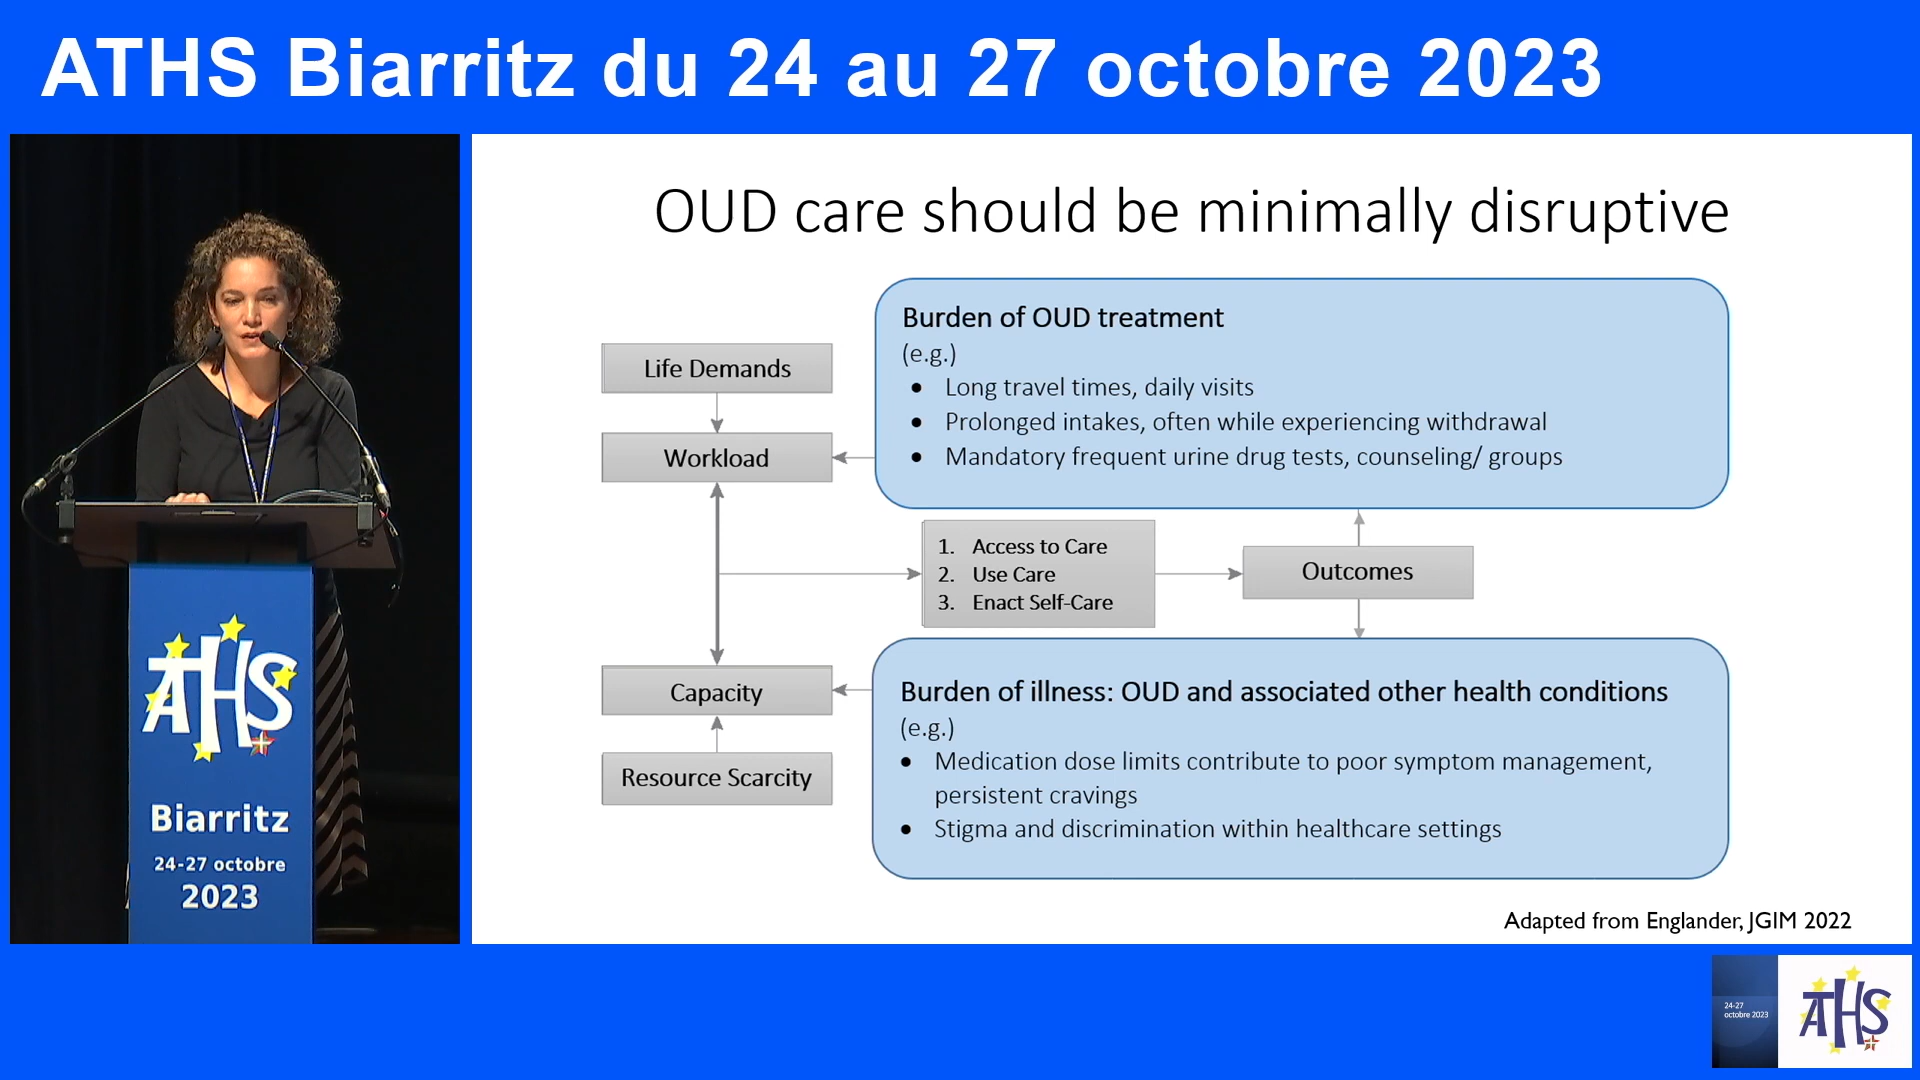 ATHS Biarritz du 24 au 27 octobre 2023
OUD care should be minimally disruptive
Burden of OUD treatment
(e.g.)
• Long travel times, daily visits
• Prolonged intakes, often while experiencing withdrawal
• Mandatory frequent urine drug tests, counseling/ groups
Life Demands
Workload
1. Access to Care
2. Use Care
3. Enact Self-Care
Outcomes
Capacity
Resource Scarcity
Burden of illness: OUD and associated other health conditions
(e.g.)
• Medication dose limits contribute to poor symptom management,
persistent cravings
• Stigma and discrimination within healthcare settings
Adapted from Englander, JGIM 2022
ATHS
Biarritz
24-27 octobre
2023
24-27
octobre 2023
ATHS